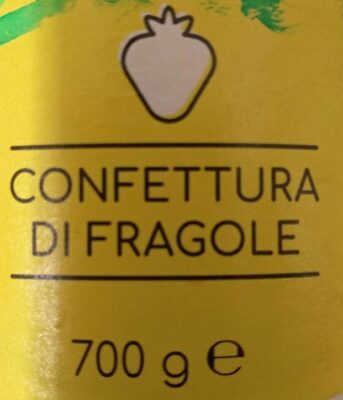 CONFETTURA
DI FRAGOLE
700 g ℮